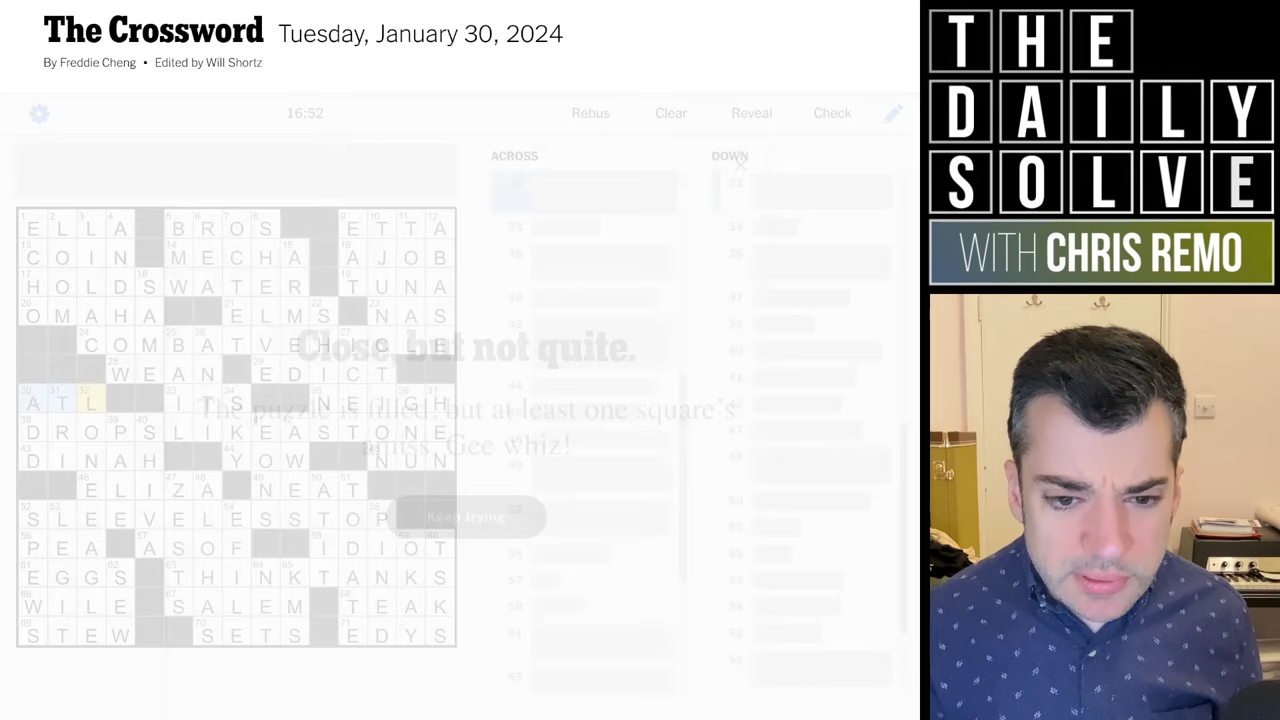 The Crossword Tuesday, January 30, 2024
By Freddie Cheng • Edited by Will Shortz
16:52 Rebus Clear Reveal Check
ACROSS DOWN
ELLA BROS ETTA
COIN MECHA AJOB
HOLDSWATER TUNA
OMAHA ELMS NAS
COMBATVEHICLE
WEAN EDICT
ATL ITS NEIGH
DROPSLIKEASTONE
DINAH YOW NUN
ELIZA NEAT
SLEEVELESSTOP
PEA ASOF IDIOT
EGGS THINKTANKS
WILE SALEM TEAK
STEW SETS EDYS
Close, but not quite.
The puzzle is filled, but at least one square's
amiss. Gee whiz!
Keep trying
THE
DAILY
SOLVE
WITH CHRIS REMO